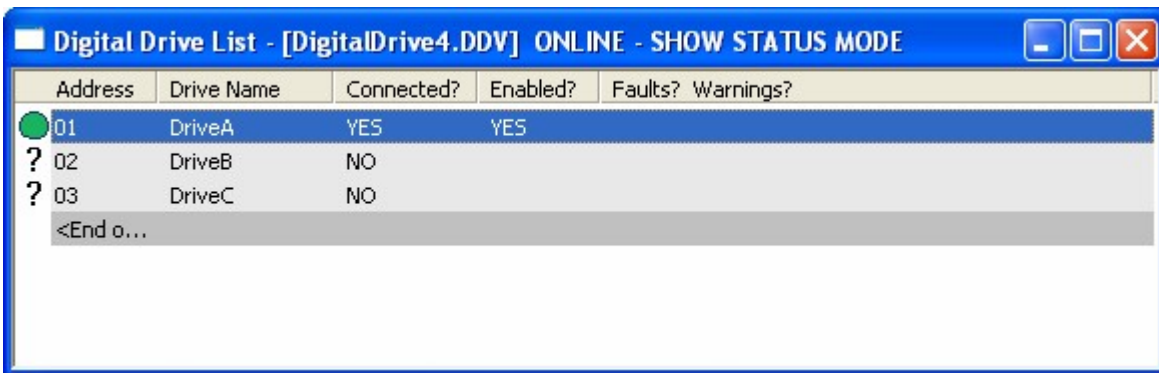 Digital Drive List - [DigitalDrive4.DDV] ONLINE - SHOW STATUS MODE
Address Drive Name Connected? Enabled? Faults? Warnings?
01 DriveA YES YES
? 02 DriveB NO
? 03 DriveC NO
<End o...